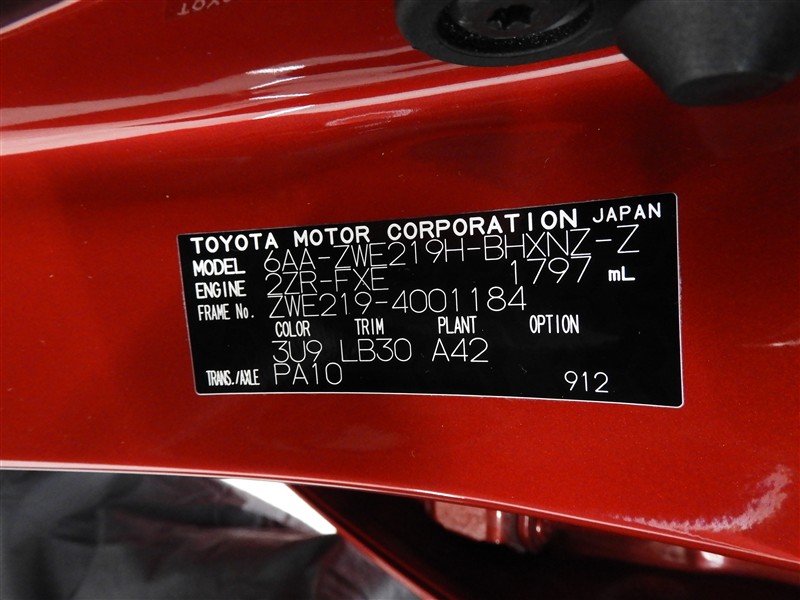 TOYOTA MOTOR CORPORATION JAPAN
MODEL 6AA-ZWE219H-BHXNZ-Z
ENGINE 2ZR-FXE 1797 mL
FRAME No. ZWE219-4001184
COLOR TRIM PLANT OPTION
3U9 LB30 A42
TRANS./AXLE PA10 912